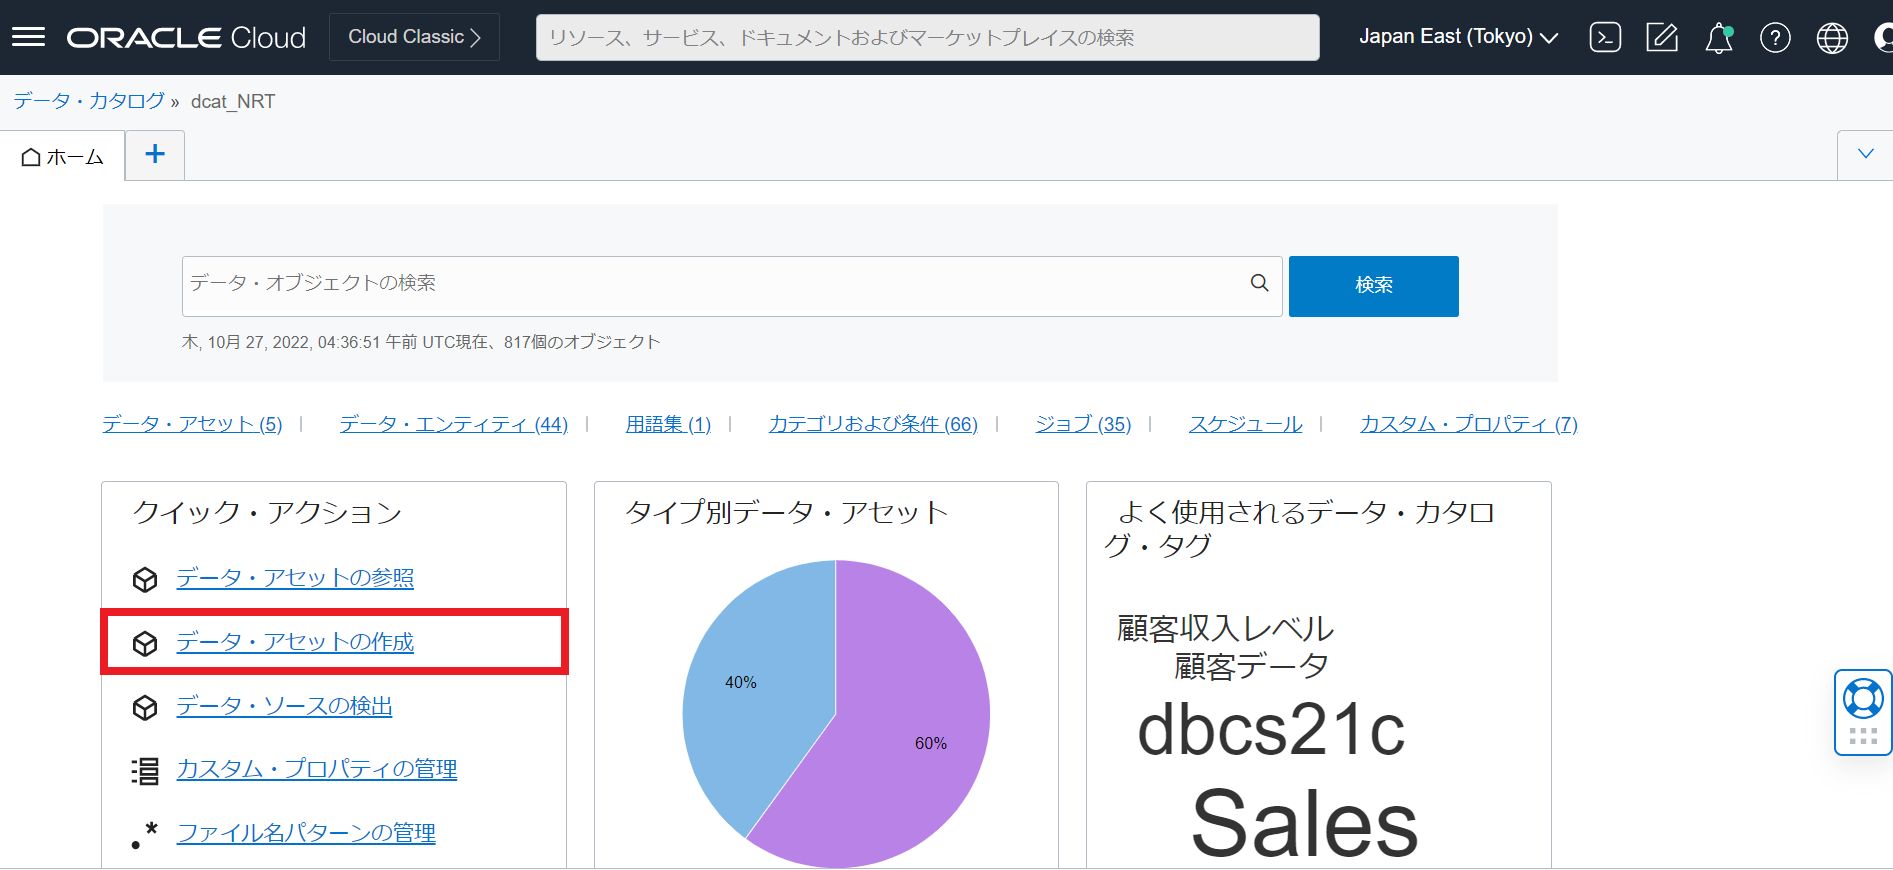 ORACLE Cloud
Cloud Classic
リソース、サービス、ドキュメントおよびマーケットプレイスの検索
Japan East (Tokyo)
データ・カタログ » dcat_NRT
ホーム
+
データ・オブジェクトの検索
検索
木, 10月 27, 2022, 04:36:51 午前 UTC現在、817個のオブジェクト
データ・アセット (5) | データ・エンティティ (44) | 用語集 (1) | カテゴリおよび条件 (66) | ジョブ (35) | スケジュール | カスタム・プロパティ (7)
クイック・アクション
データ・アセットの参照
データ・アセットの作成
データ・ソースの検出
カスタム・プロパティの管理
ファイル名パターンの管理
タイプ別データ・アセット
40%
60%
よく使用されるデータ・カタロ
グ・タグ
顧客収入レベル
顧客データ
dbcs21c
Sales